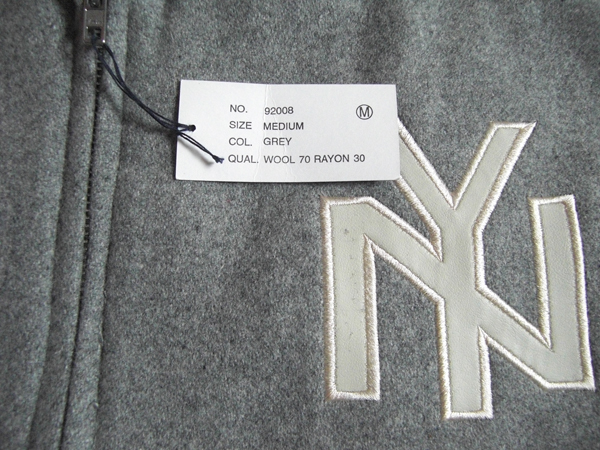 NO. 92008 Ⓜ
SIZE MEDIUM
COL. GREY
QUAL. WOOL 70 RAYON 30
NY